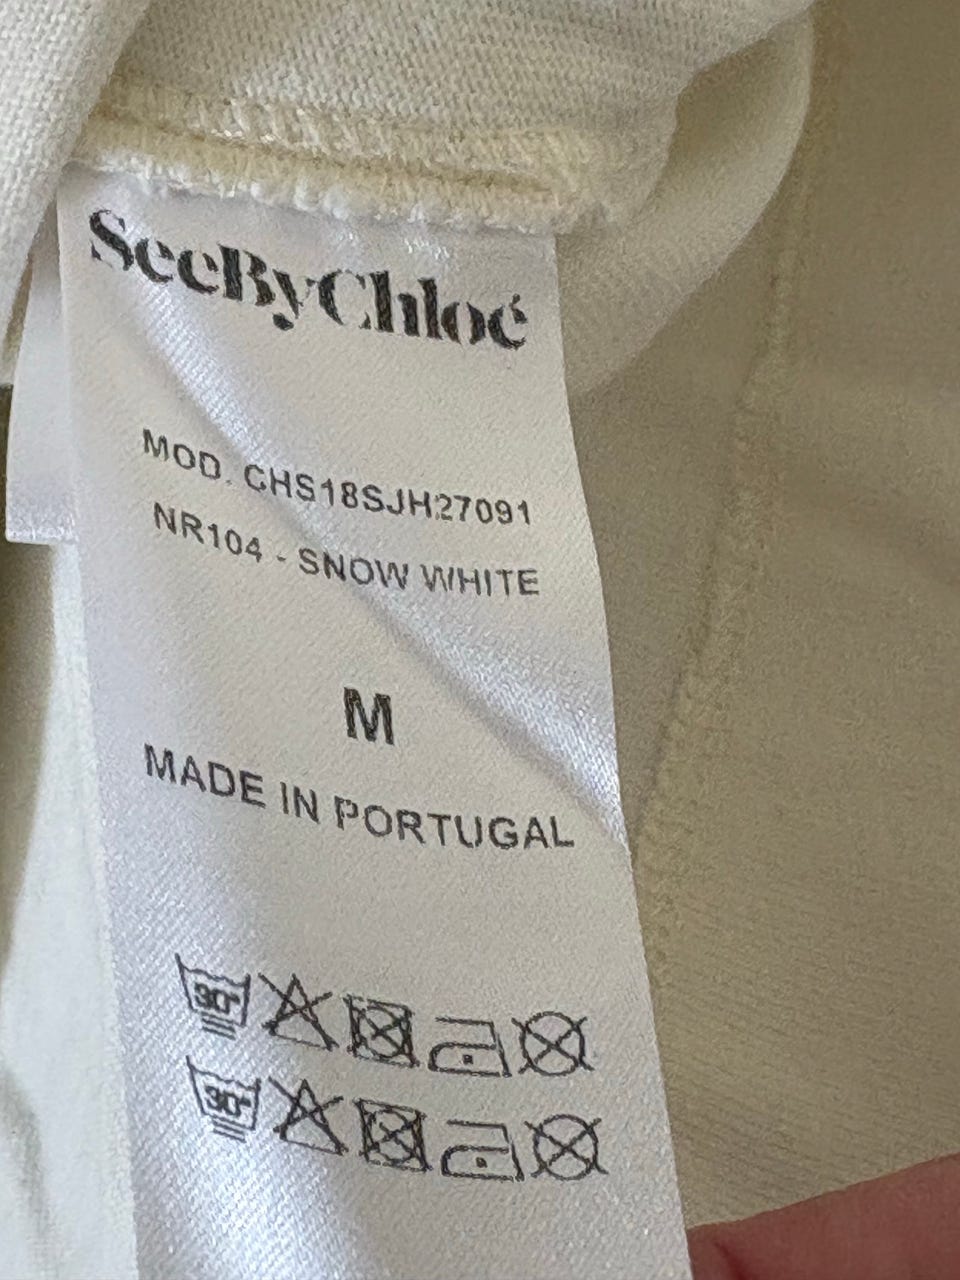 SeeByChloé
MOD. CHS18SJH27091
NR104 - SNOW WHITE
M
MADE IN PORTUGAL
30°
30°